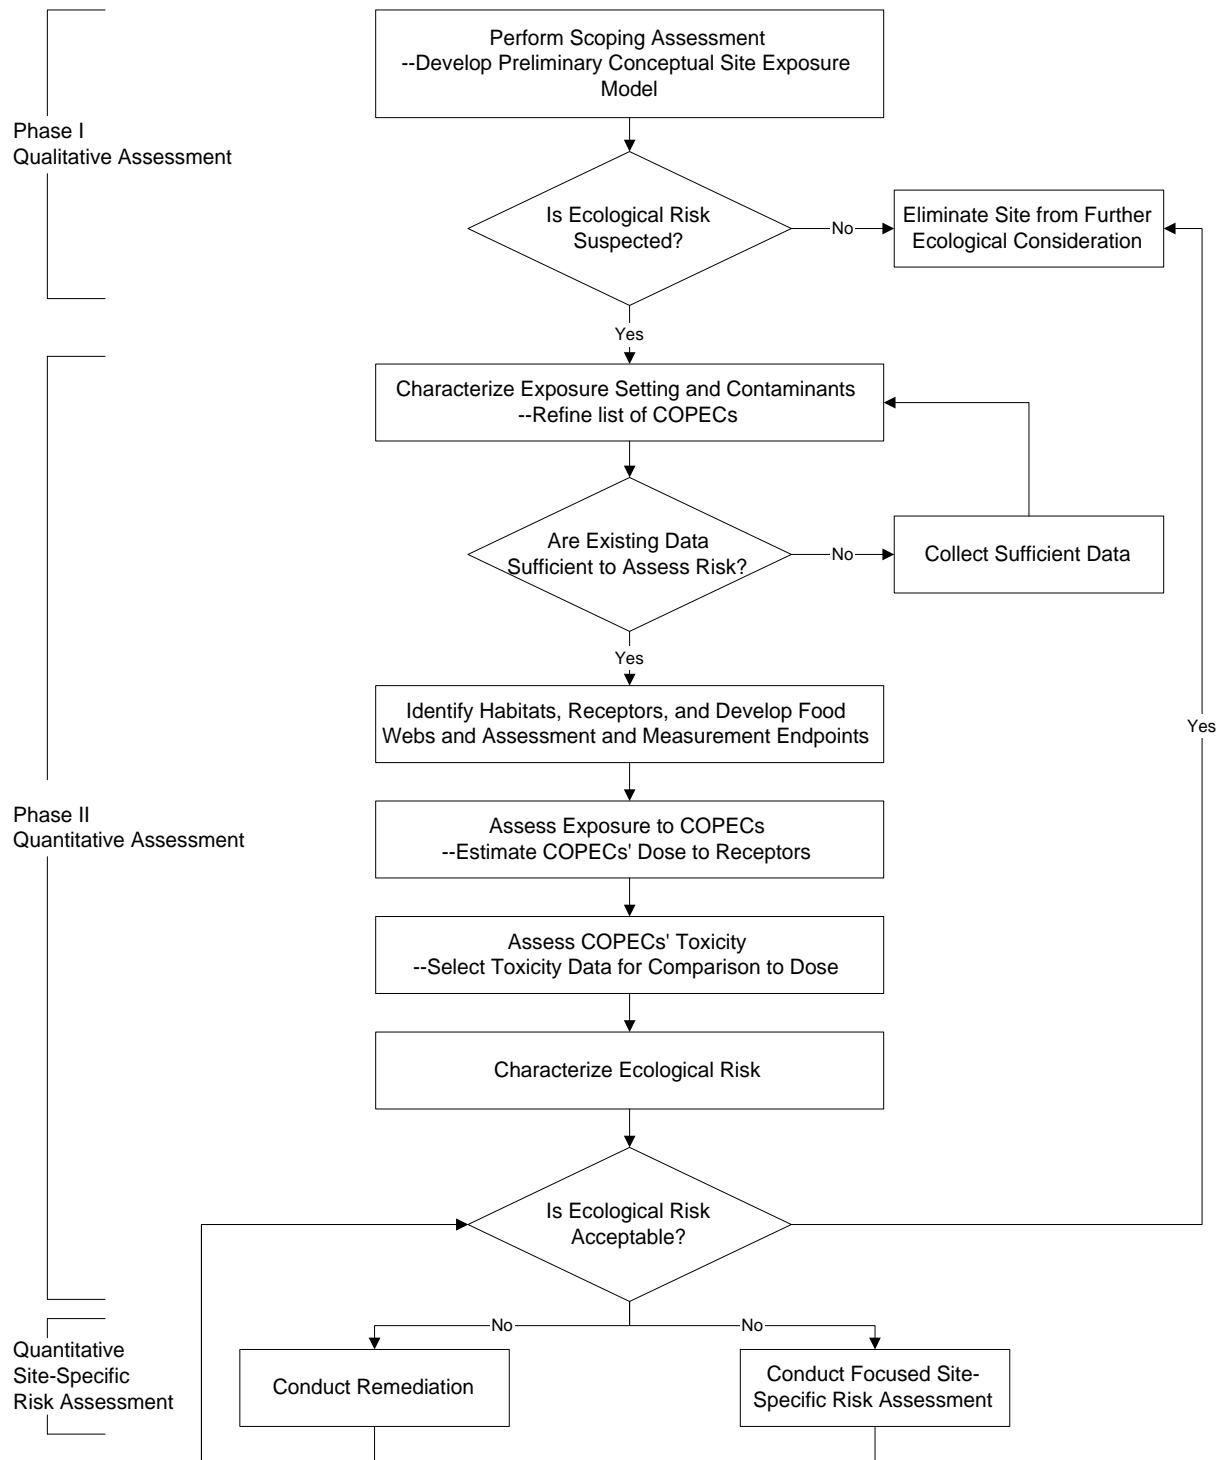 Perform Scoping Assessment
--Develop Preliminary Conceptual Site Exposure
Model
Phase I
Qualitative Assessment
Is Ecological Risk
Suspected?
No
Eliminate Site from Further
Ecological Consideration
Yes
Characterize Exposure Setting and Contaminants
--Refine list of COPECs
Are Existing Data
Sufficient to Assess Risk?
No
Collect Sufficient Data
Yes
Identify Habitats, Receptors, and Develop Food
Webs and Assessment and Measurement Endpoints
Yes
Phase II
Quantitative Assessment
Assess Exposure to COPECs
--Estimate COPECs' Dose to Receptors
Assess COPECs' Toxicity
--Select Toxicity Data for Comparison to Dose
Characterize Ecological Risk
Is Ecological Risk
Acceptable?
No
No
Quantitative
Site-Specific
Risk Assessment
Conduct Remediation
Conduct Focused Site-
Specific Risk Assessment